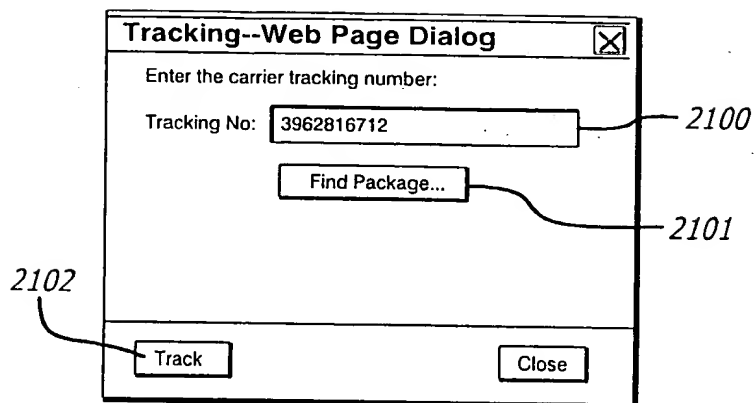 Tracking--Web Page Dialog
Enter the carrier tracking number:
Tracking No: 3962816712
2100
Find Package...
2101
2102
Track
Close